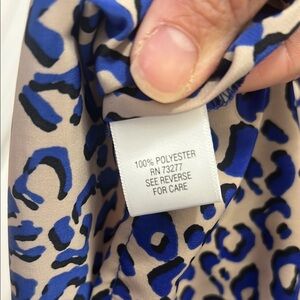 100% POLYESTER
RN 73277
SEE REVERSE
FOR CARE